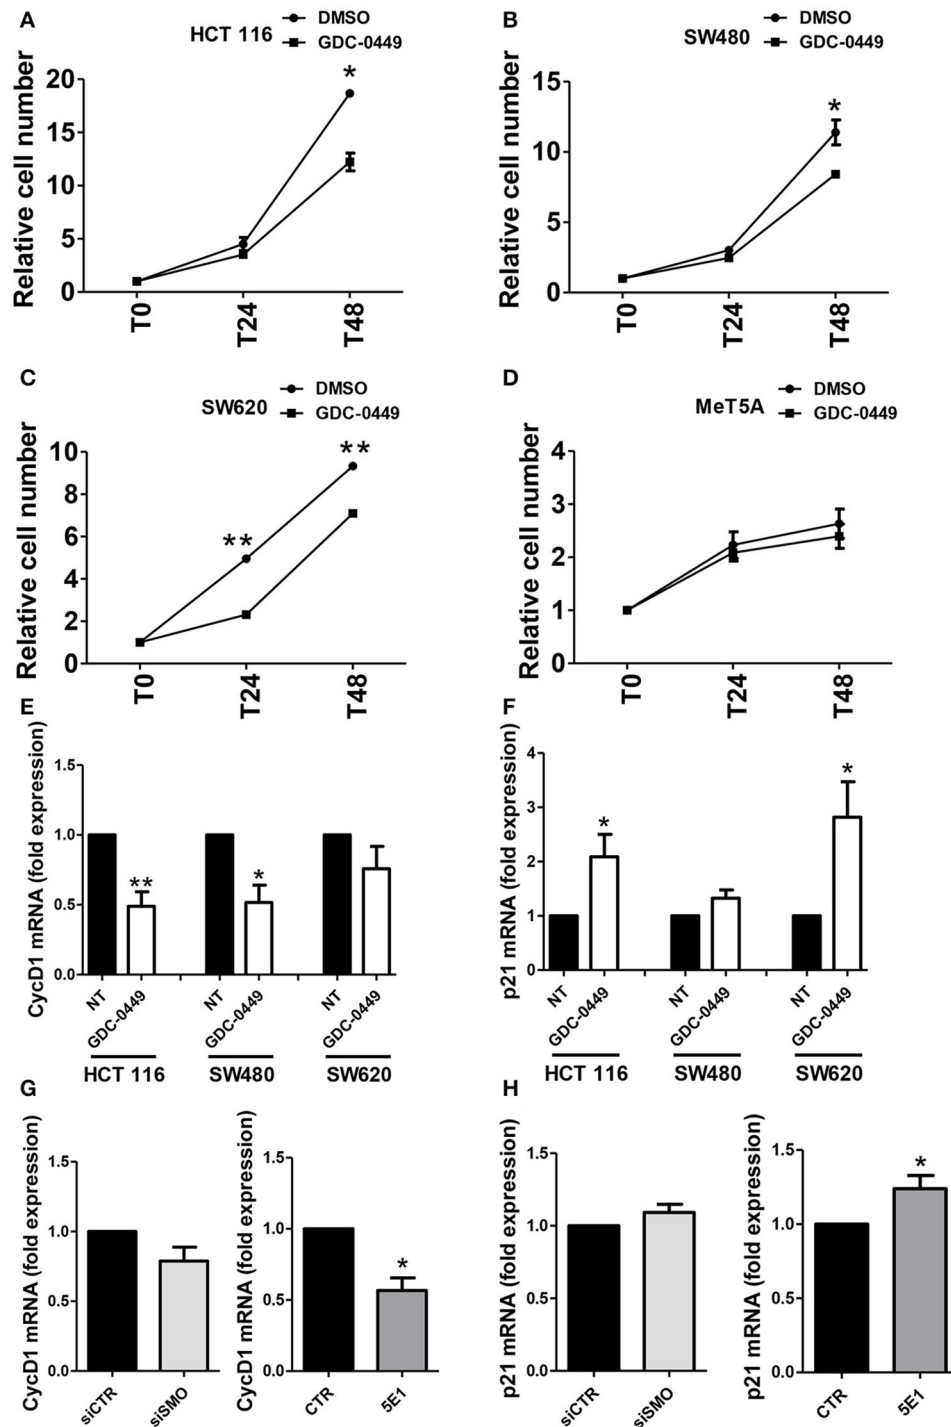 A
HCT 116
DMSO
GDC-0449
Relative cell number
20
15
10
5
0
*
T0
T24
T48
B
SW480
DMSO
GDC-0449
Relative cell number
15
10
5
0
*
T0
T24
T48
C
SW620
DMSO
GDC-0449
Relative cell number
10
8
6
4
2
0
**
**
T0
T24
T48
D
MeT5A
DMSO
GDC-0449
Relative cell number
4
3
2
1
0
T0
T24
T48
E
CycD1 mRNA (fold expression)
1.5
1.0
0.5
0.0
**
*
NT
GDC-0449
NT
GDC-0449
NT
GDC-0449
HCT 116
SW480
SW620
F
p21 mRNA (fold expression)
4
3
2
1
0
*
*
NT
GDC-0449
NT
GDC-0449
NT
GDC-0449
HCT 116
SW480
SW620
G
CycD1 mRNA (fold expression)
1.5
1.0
0.5
0.0
siCTR
siSMO
CycD1 mRNA (fold expression)
1.5
1.0
0.5
0.0
*
CTR
5E1
H
p21 mRNA (fold expression)
1.5
1.0
0.5
0.0
siCTR
siSMO
p21 mRNA (fold expression)
1.5
1.0
0.5
0.0
*
CTR
5E1